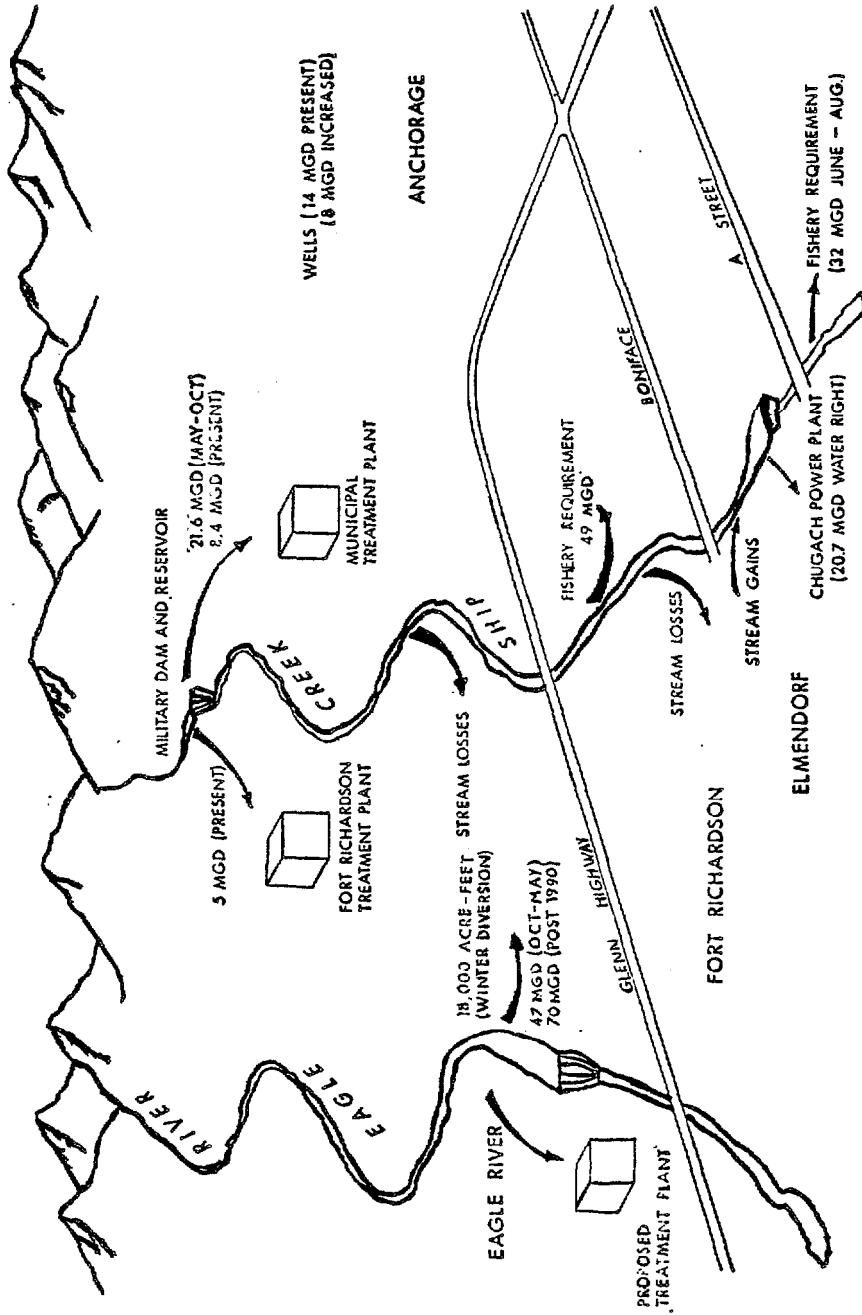 MILITARY DAM AND RESERVOIR
21.6 MGD (MAY-OCT)
8.4 MGD (PRESENT)
WELLS (14 MGD PRESENT)
(8 MGD INCREASED)
5 MGD (PRESENT)
MUNICIPAL
TREATMENT PLANT
FORT RICHARDSON
TREATMENT PLANT
ANCHORAGE
RIVER
CREEK
EAGLE
SHIP
18,000 ACRE-FEET
(WINTER DIVERSION)
STREAM LOSSES
47 MGD (OCT-MAY)
70 MGD (POST 1990)
EAGLE RIVER
FISHERY REQUIREMENT
49 MGD
GLENN HIGHWAY
BONIFACE
A STREET
PROPOSED
TREATMENT PLANT
FORT RICHARDSON
STREAM LOSSES
STREAM GAINS
ELMENDORF
CHUGACH POWER PLANT
(20.7 MGD WATER RIGHT)
FISHERY REQUIREMENT
(32 MGD JUNE - AUG.)